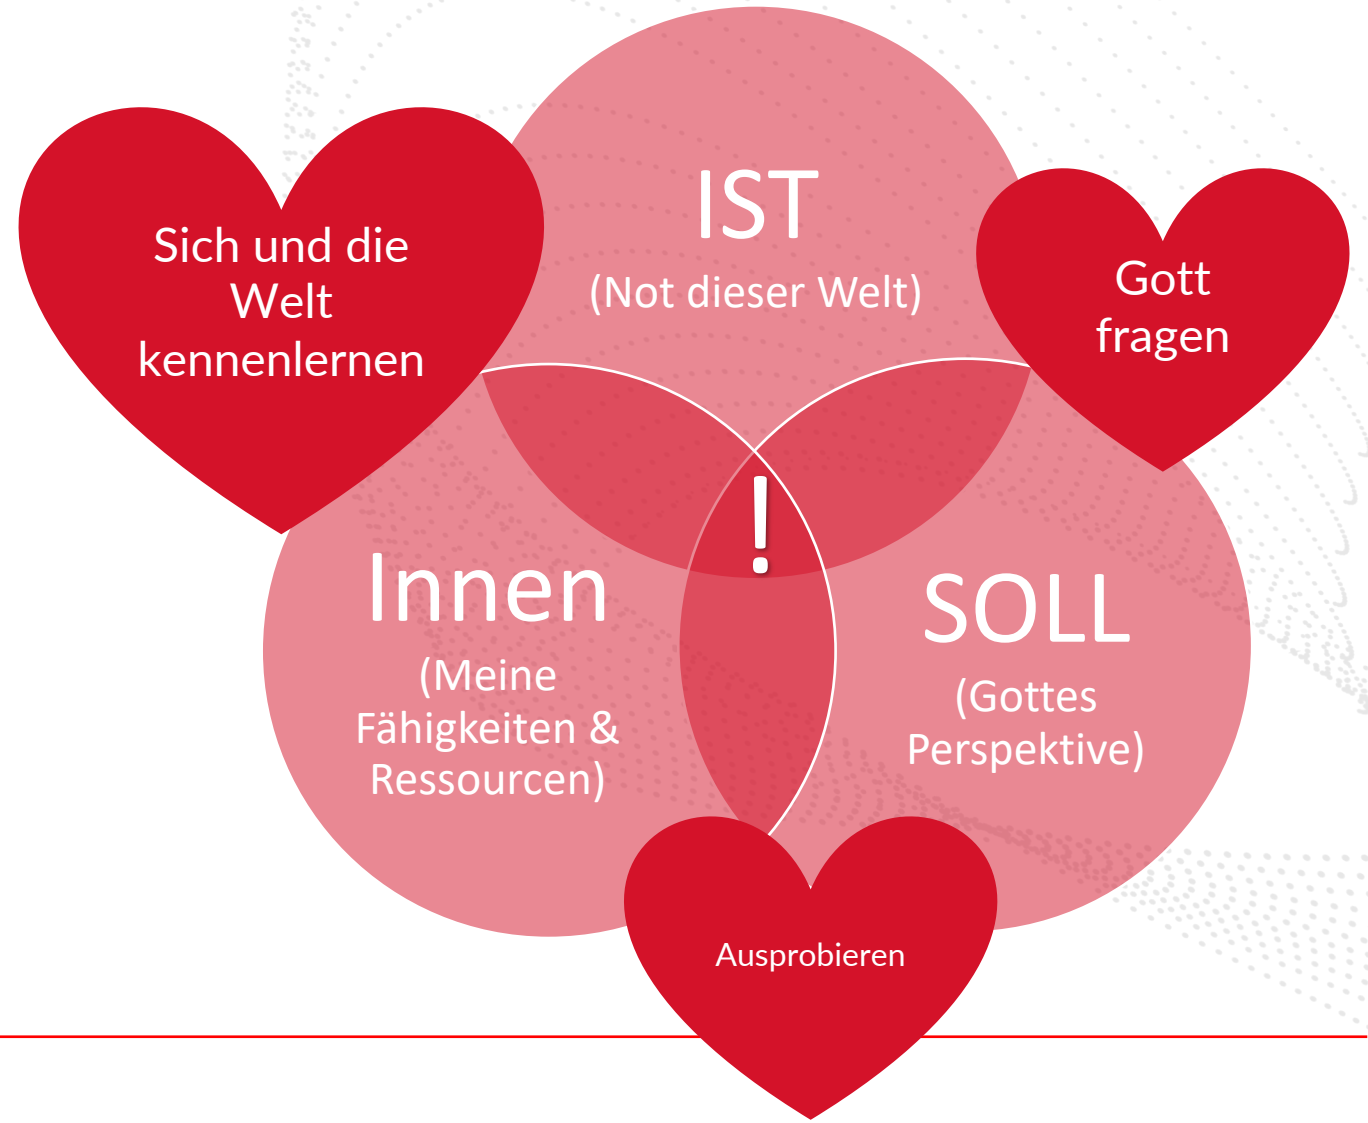 Sich und die
Welt
kennenlernen
IST
(Not dieser Welt)
Gott
fragen
!
Innen
(Meine
Fähigkeiten &
Ressourcen)
SOLL
(Gottes
Perspektive)
Ausprobieren